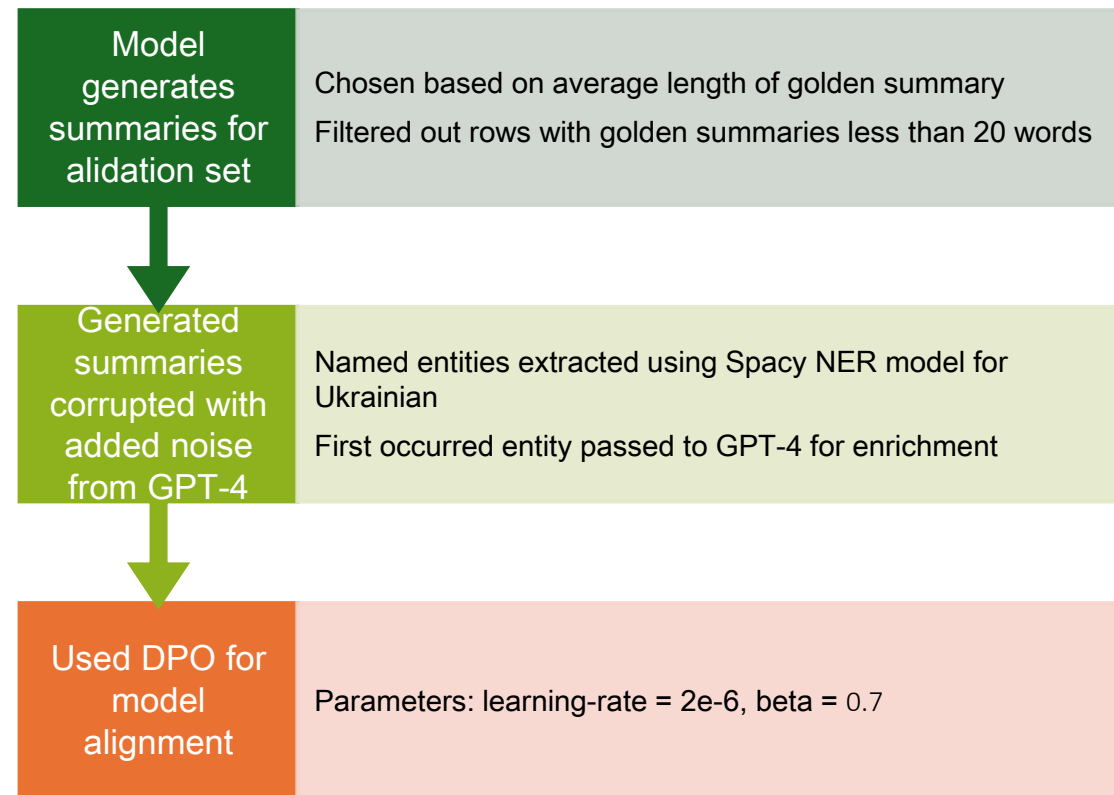 Model
generates
summaries for
alidation set
Chosen based on average length of golden summary
Filtered out rows with golden summaries less than 20 words
Generated
summaries
corrupted with
added noise
from GPT-4
Named entities extracted using Spacy NER model for
Ukrainian
First occurred entity passed to GPT-4 for enrichment
Used DPO for
model
alignment
Parameters: learning-rate = 2e-6, beta = 0.7